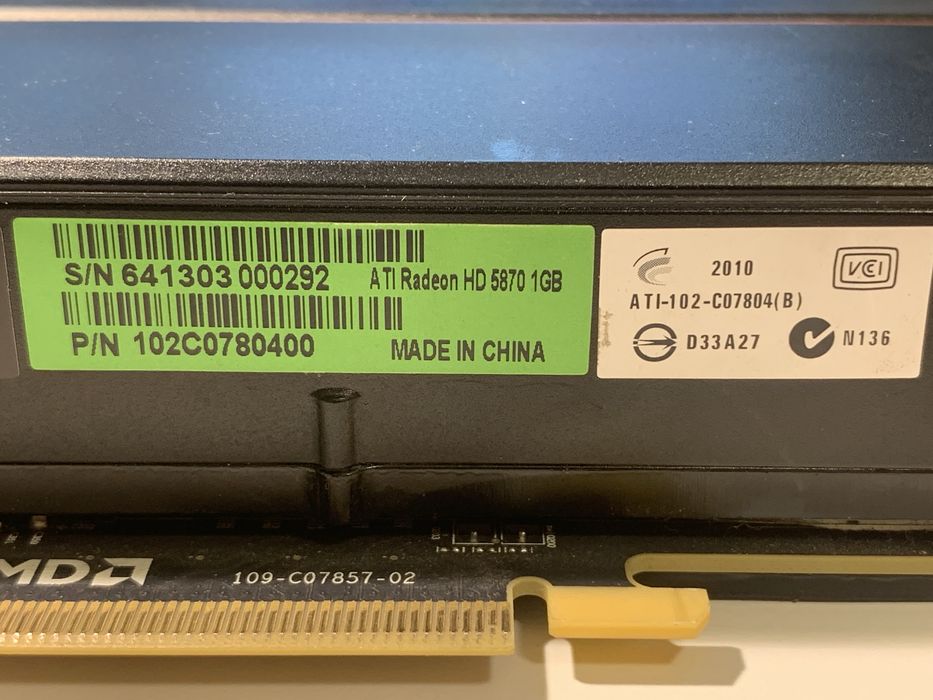 S/N 641303 000292 ATI Radeon HD 5870 1GB
P/N 102C0780400 MADE IN CHINA
2010
VCI
ATI-102-C07804(B)
D33A27 N136
109-C07857-02